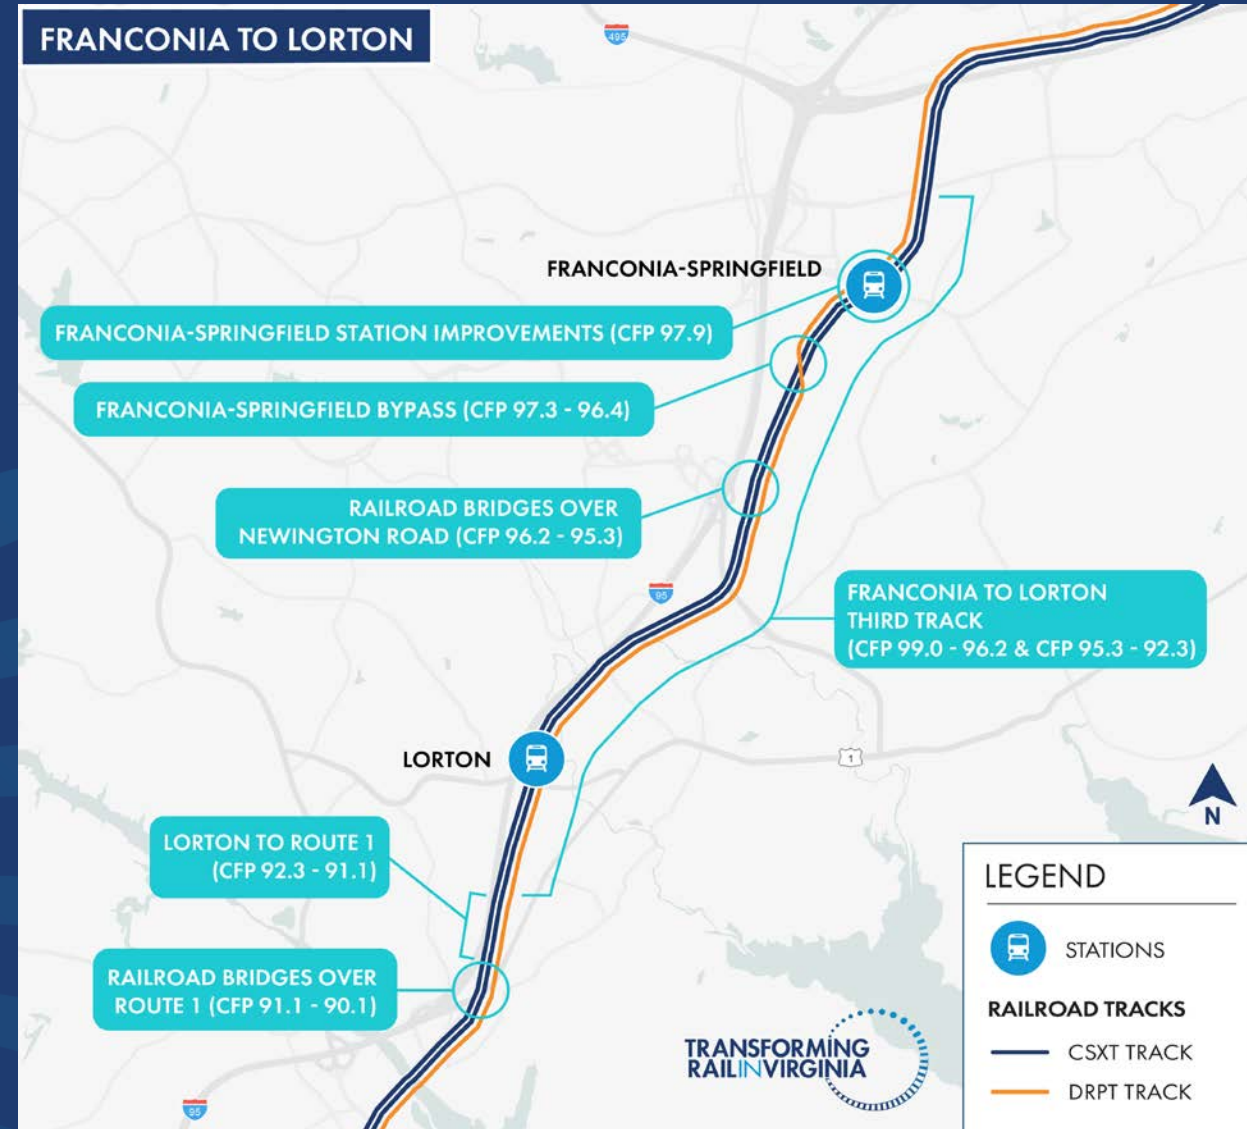 FRANCONIA TO LORTON
495
FRANCONIA-SPRINGFIELD
FRANCONIA-SPRINGFIELD STATION IMPROVEMENTS (CFP 97.9)
FRANCONIA-SPRINGFIELD BYPASS (CFP 97.3 - 96.4)
RAILROAD BRIDGES OVER
NEWINGTON ROAD (CFP 96.2 - 95.3)
95
FRANCONIA TO LORTON
THIRD TRACK
(CFP 99.0 - 96.2 & CFP 95.3 - 92.3)
LORTON
1
N
LORTON TO ROUTE 1
(CFP 92.3 - 91.1)
RAILROAD BRIDGES OVER
ROUTE 1 (CFP 91.1 - 90.1)
95
TRANSFORMING
RAILINVIRGINIA
LEGEND
STATIONS
RAILROAD TRACKS
CSXT TRACK
DRPT TRACK